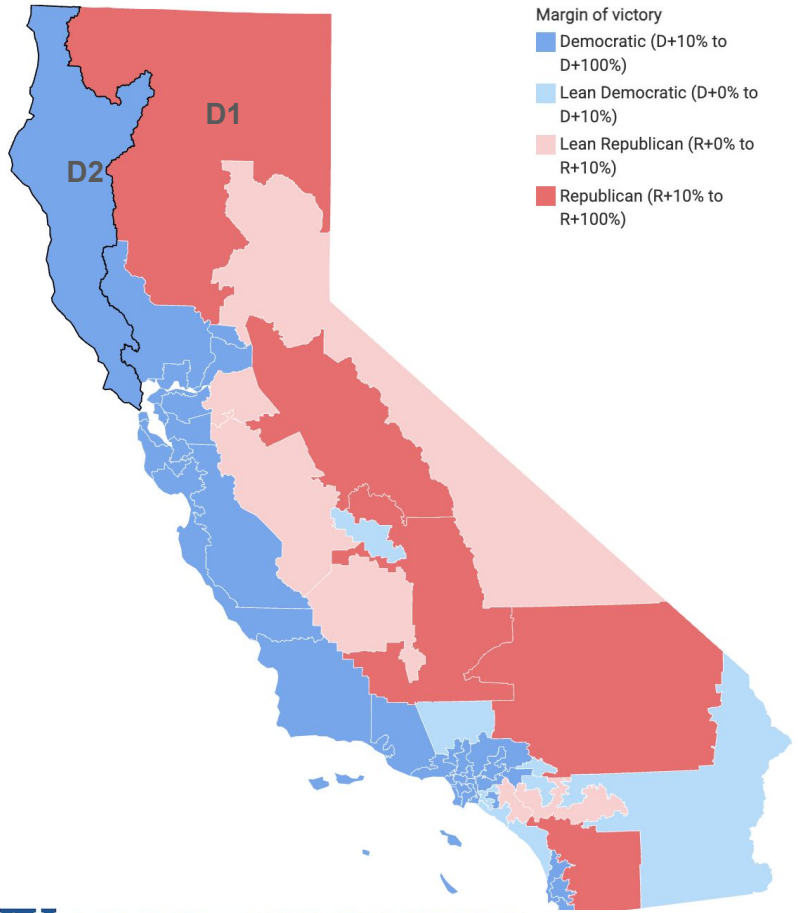 Margin of victory
Democratic (D+10% to
D+100%)
Lean Democratic (D+0% to
D+10%)
Lean Republican (R+0% to
R+10%)
Republican (R+10% to
R+100%)
D1
D2